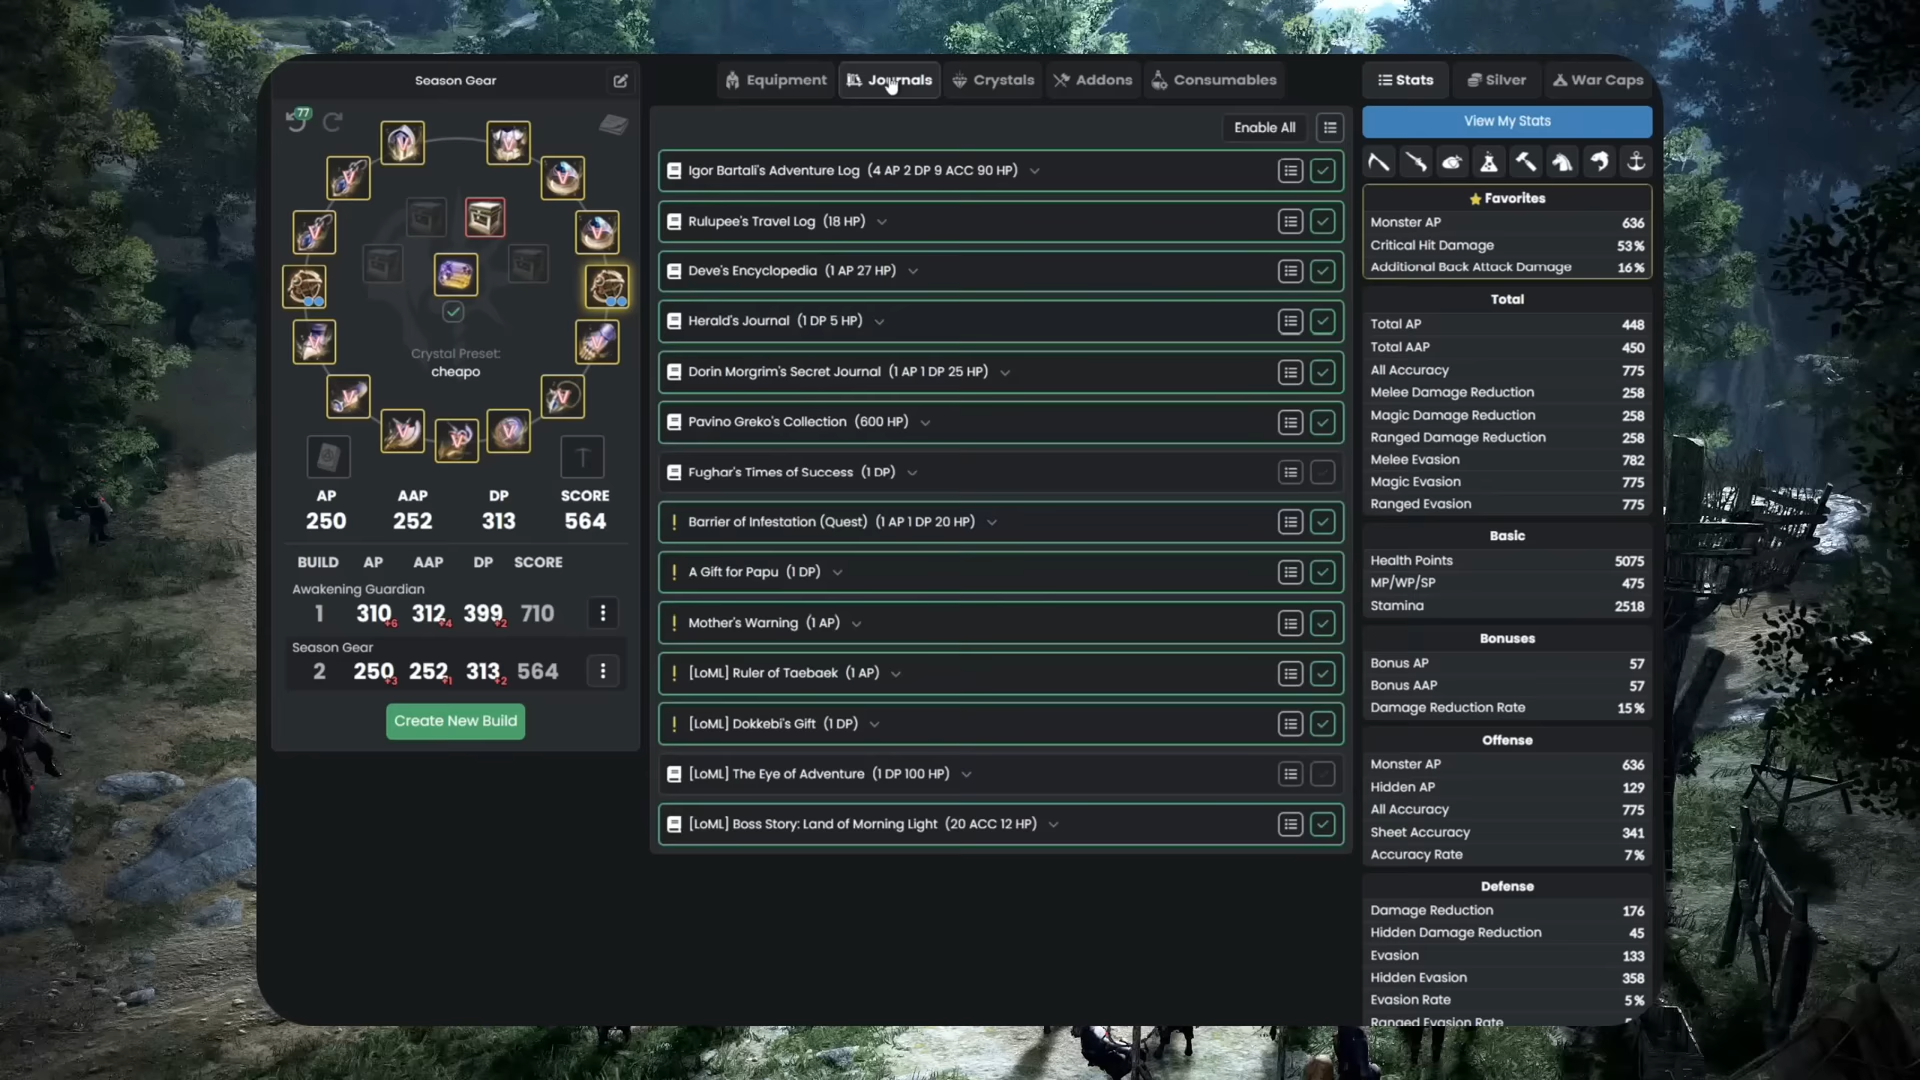 Season Gear
77
AP AAP DP SCORE
250 252 313 564
Crystal Preset:
cheapo
BUILD AP AAP DP SCORE
Awakening Guardian
1 310 +6 312 +4 399 +2 710
Season Gear
2 250 +3 252 +1 313 +2 564
Create New Build
Equipment Journals Crystals Addons Consumables
Enable All
Igor Bartali's Adventure Log (4 AP 2 DP 9 ACC 90 HP)
Rulupee's Travel Log (18 HP)
Deve's Encyclopedia (1 AP 27 HP)
Herald's Journal (1 DP 5 HP)
Dorin Morgrim's Secret Journal (1 AP 1 DP 25 HP)
Pavino Greko's Collection (600 HP)
Fughar's Times of Success (1 DP)
! Barrier of Infestation (Quest) (1 AP 1 DP 20 HP)
! A Gift for Papu (1 DP)
! Mother's Warning (1 AP)
! [LoML] Ruler of Taebaek (1 AP)
! [LoML] Dokkebi's Gift (1 DP)
[LoML] The Eye of Adventure (1 DP 100 HP)
[LoML] Boss Story: Land of Morning Light (20 ACC 12 HP)
Stats Silver War Caps
View My Stats
Favorites
Monster AP 636
Critical Hit Damage 53%
Additional Back Attack Damage 16%
Total
Total AP 448
Total AAP 450
All Accuracy 775
Melee Damage Reduction 258
Magic Damage Reduction 258
Ranged Damage Reduction 258
Melee Evasion 782
Magic Evasion 775
Ranged Evasion 775
Basic
Health Points 5075
MP/WP/SP 475
Stamina 2518
Bonuses
Bonus AP 57
Bonus AAP 57
Damage Reduction Rate 15%
Offense
Monster AP 636
Hidden AP 129
All Accuracy 775
Sheet Accuracy 341
Accuracy Rate 7%
Defense
Damage Reduction 176
Hidden Damage Reduction 45
Evasion 133
Hidden Evasion 358
Evasion Rate 5%
Ranged Evasion Rate